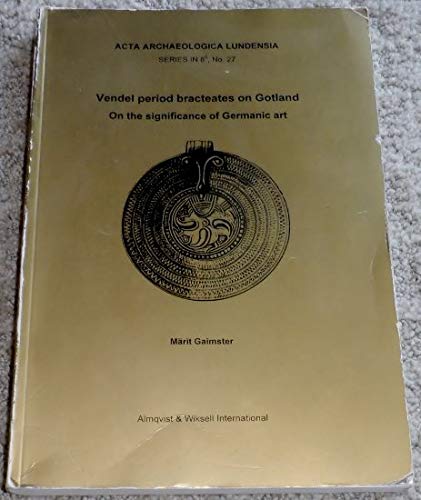 ACTA ARCHAEOLOGICA LUNDENSIA
SERIES IN 8°, No. 27
Vendel period bracteates on Gotland
On the significance of Germanic art
Märit Gaimster
Almqvist & Wiksell International